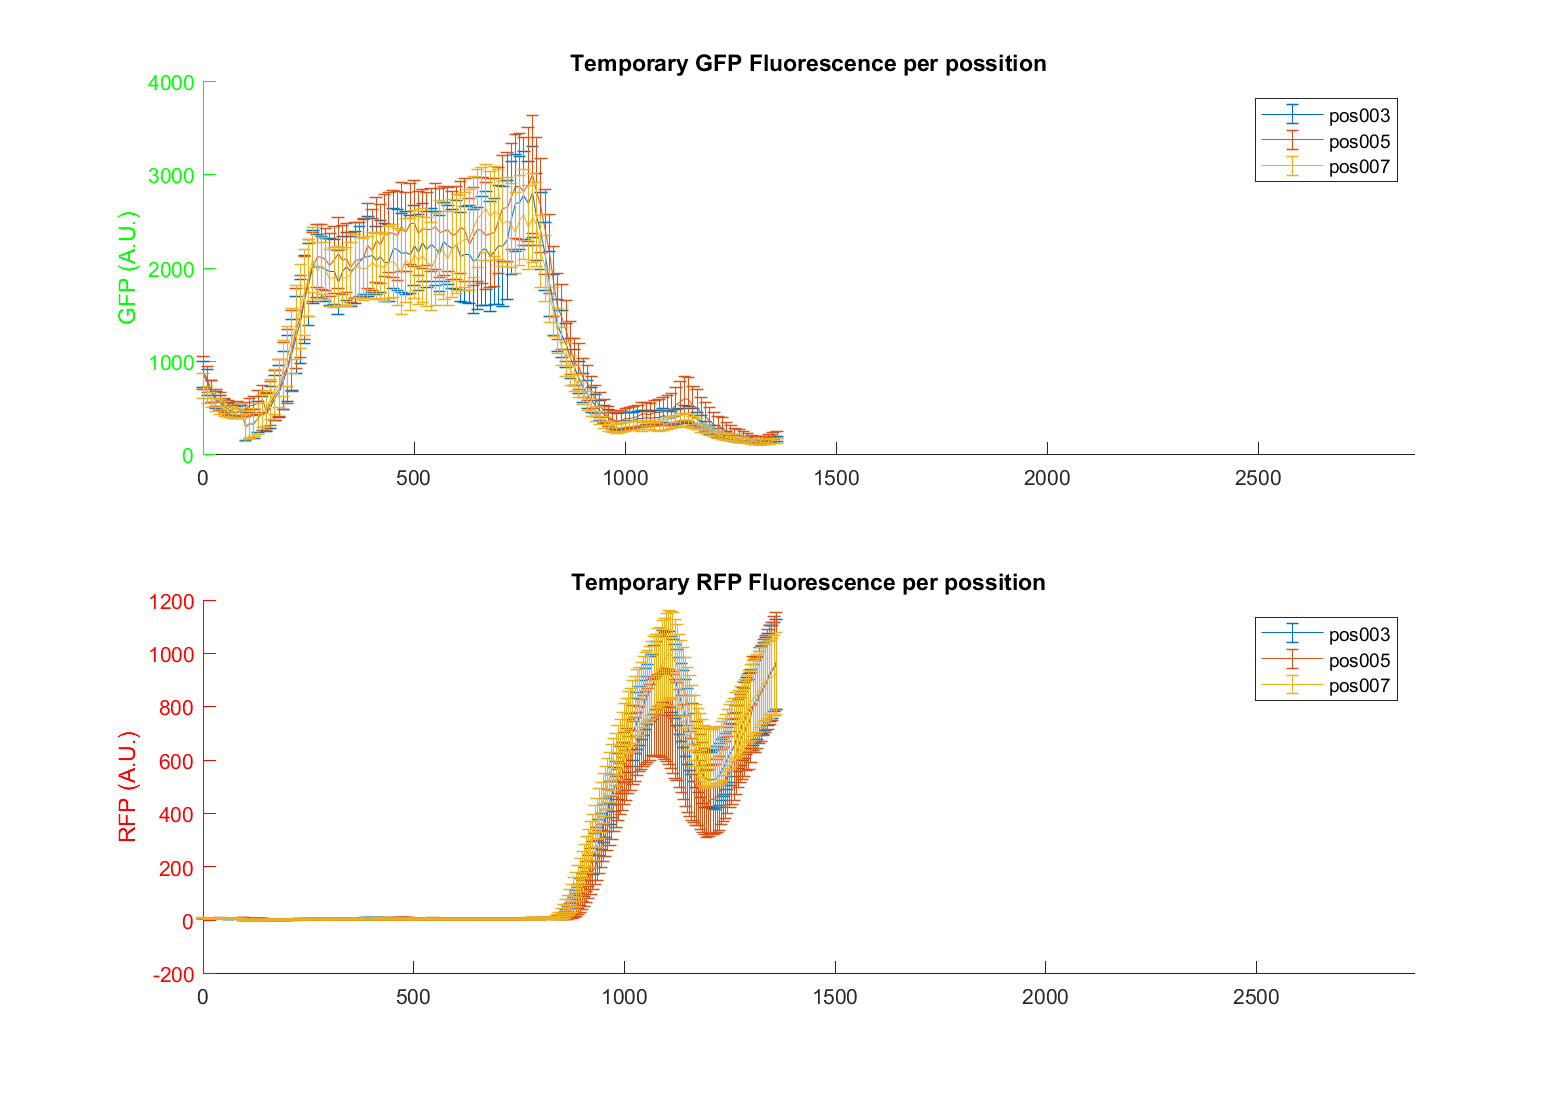 Temporary GFP Fluorescence per possition
4000
3000
2000
1000
0
GFP (A.U.)
0 500 1000 1500 2000 2500
pos003
pos005
pos007
Temporary RFP Fluorescence per possition
1200
1000
800
600
400
200
0
-200
RFP (A.U.)
0 500 1000 1500 2000 2500
pos003
pos005
pos007